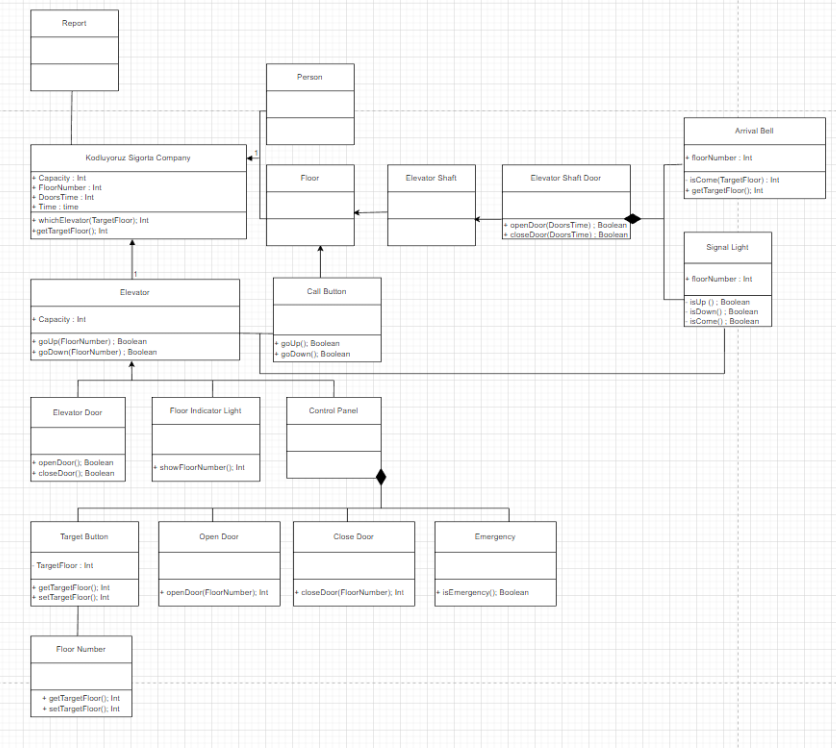 Report
Person
Arrival Bell
+ floorNumber : Int
- isCome(TargetFloor) : Int
+ getTargetFloor(); Int
Kodluyoruz Sigorta Company
+ Capacity : Int
+ FloorNumber : Int
+ DoorsTime : Int
+ Time : time
+ whichElevator(TargetFloor); Int
+getTargetFloor(); Int
1
Floor
Elevator Shaft
Elevator Shaft Door
+ openDoor(DoorsTime) ; Boolean
+ closeDoor(DoorsTime) ; Boolean
Signal Light
+ floorNumber : Int
- isUp () ; Boolean
- isDown() ; Boolean
- isCome() ; Boolean
1
Elevator
+ Capacity : Int
+ goUp(FloorNumber) ; Boolean
+ goDown(FloorNumber) ; Boolean
Call Button
+ goUp(); Boolean
+ goDown(); Boolean
Elevator Door
+ openDoor(); Boolean
+ closeDoor(); Boolean
Floor Indicator Light
+ showFloorNumber(); Int
Control Panel
Target Button
- TargetFloor : Int
+ getTargetFloor(); Int
+ setTargetFloor(); Int
Open Door
+ openDoor(FloorNumber); Int
Close Door
+ closeDoor(FloorNumber); Int
Emergency
+ isEmergency(); Boolean
Floor Number
+ getTargetFloor(); Int
+ setTargetFloor(); Int